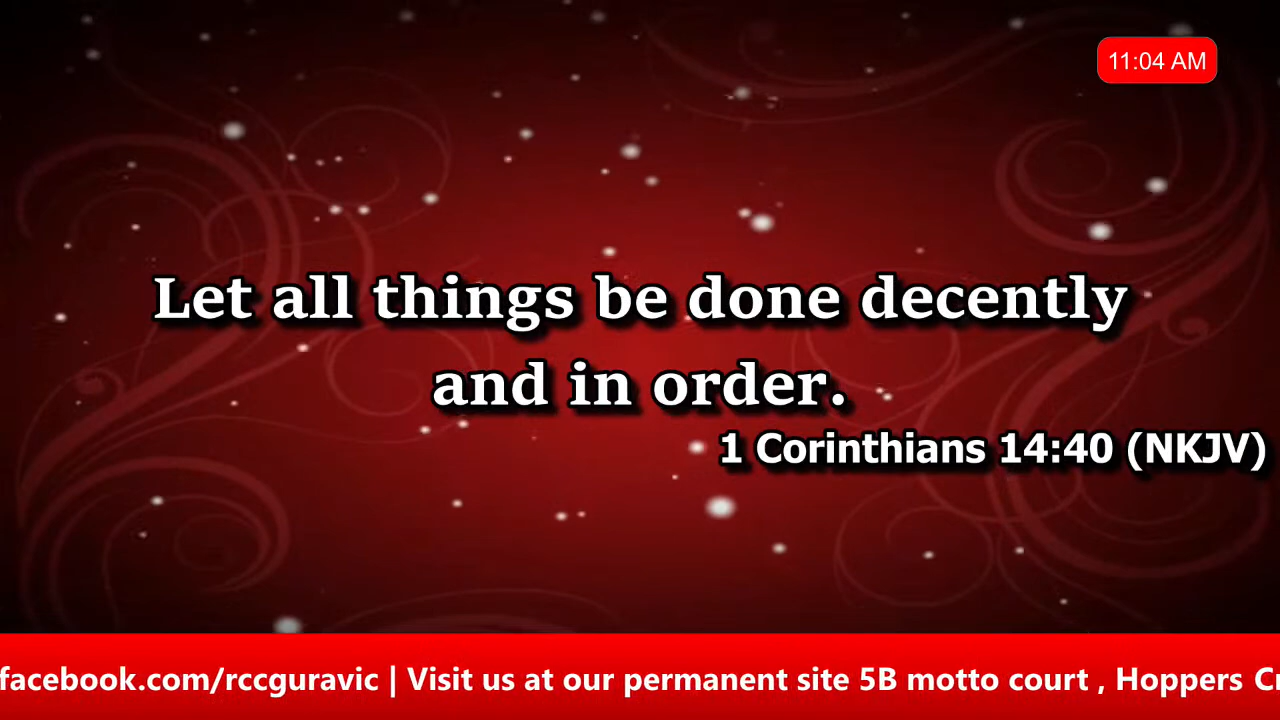 11:04 AM
Let all things be done decently
and in order.
1 Corinthians 14:40 (NKJV)
facebook.com/rccguravic | Visit us at our permanent site 5B motto court , Hoppers